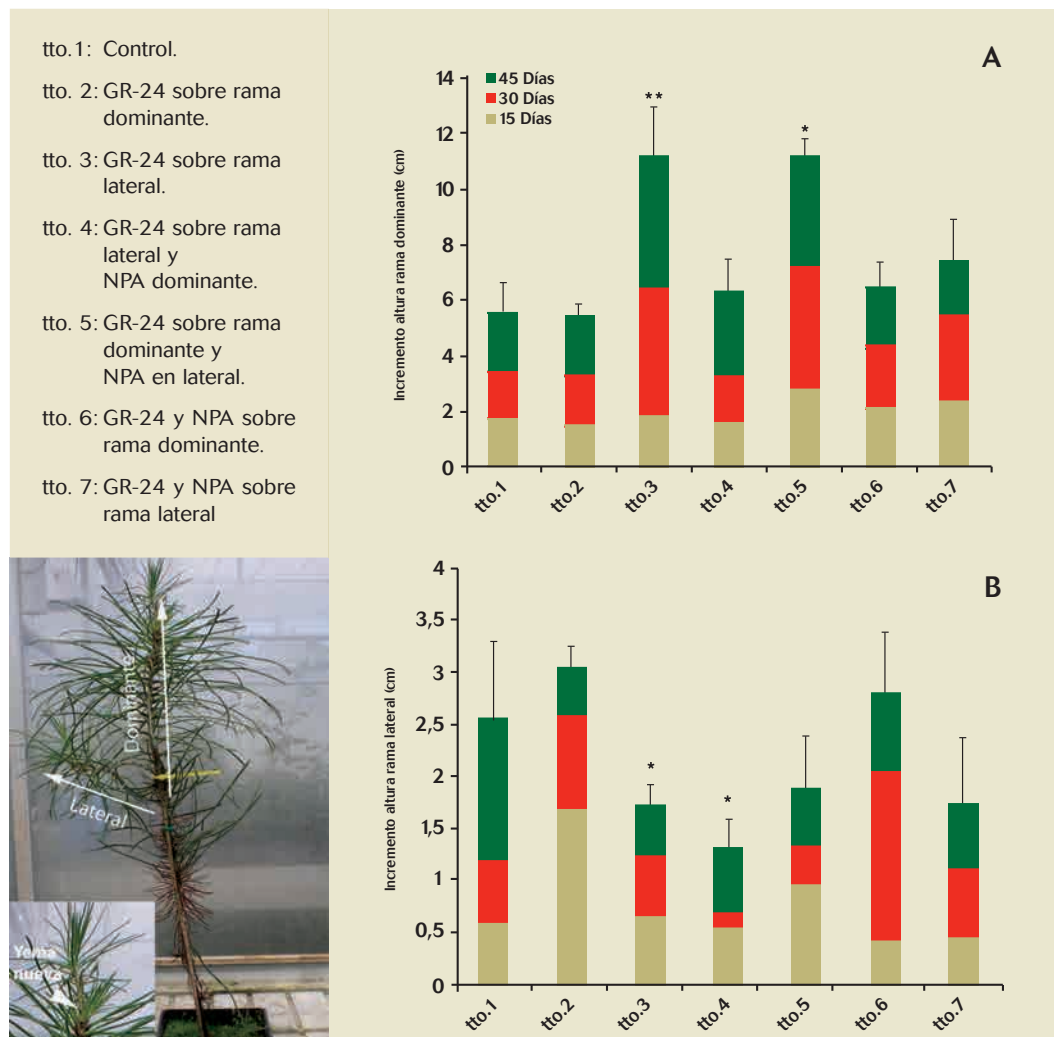 tto.1: Control.
tto. 2: GR-24 sobre rama
dominante.
tto. 3: GR-24 sobre rama
lateral.
tto. 4: GR-24 sobre rama
lateral y
NPA dominante.
tto. 5: GR-24 sobre rama
dominante y
NPA en lateral.
tto. 6: GR-24 y NPA sobre
rama dominante.
tto. 7: GR-24 y NPA sobre
rama lateral
Dominante
Lateral
Yema
nueva
A
45 Días
30 Días
15 Días
Incremento altura rama dominante (cm)
14
12
10
8
6
4
2
0
**
*
tto.1
tto.2
tto.3
tto.4
tto.5
tto.6
tto.7
B
Incremento altura rama lateral (cm)
4
3,5
3
2,5
2
1,5
1
0,5
0
*
*
tto.1
tto.2
tto.3
tto.4
tto.5
tto.6
tto.7